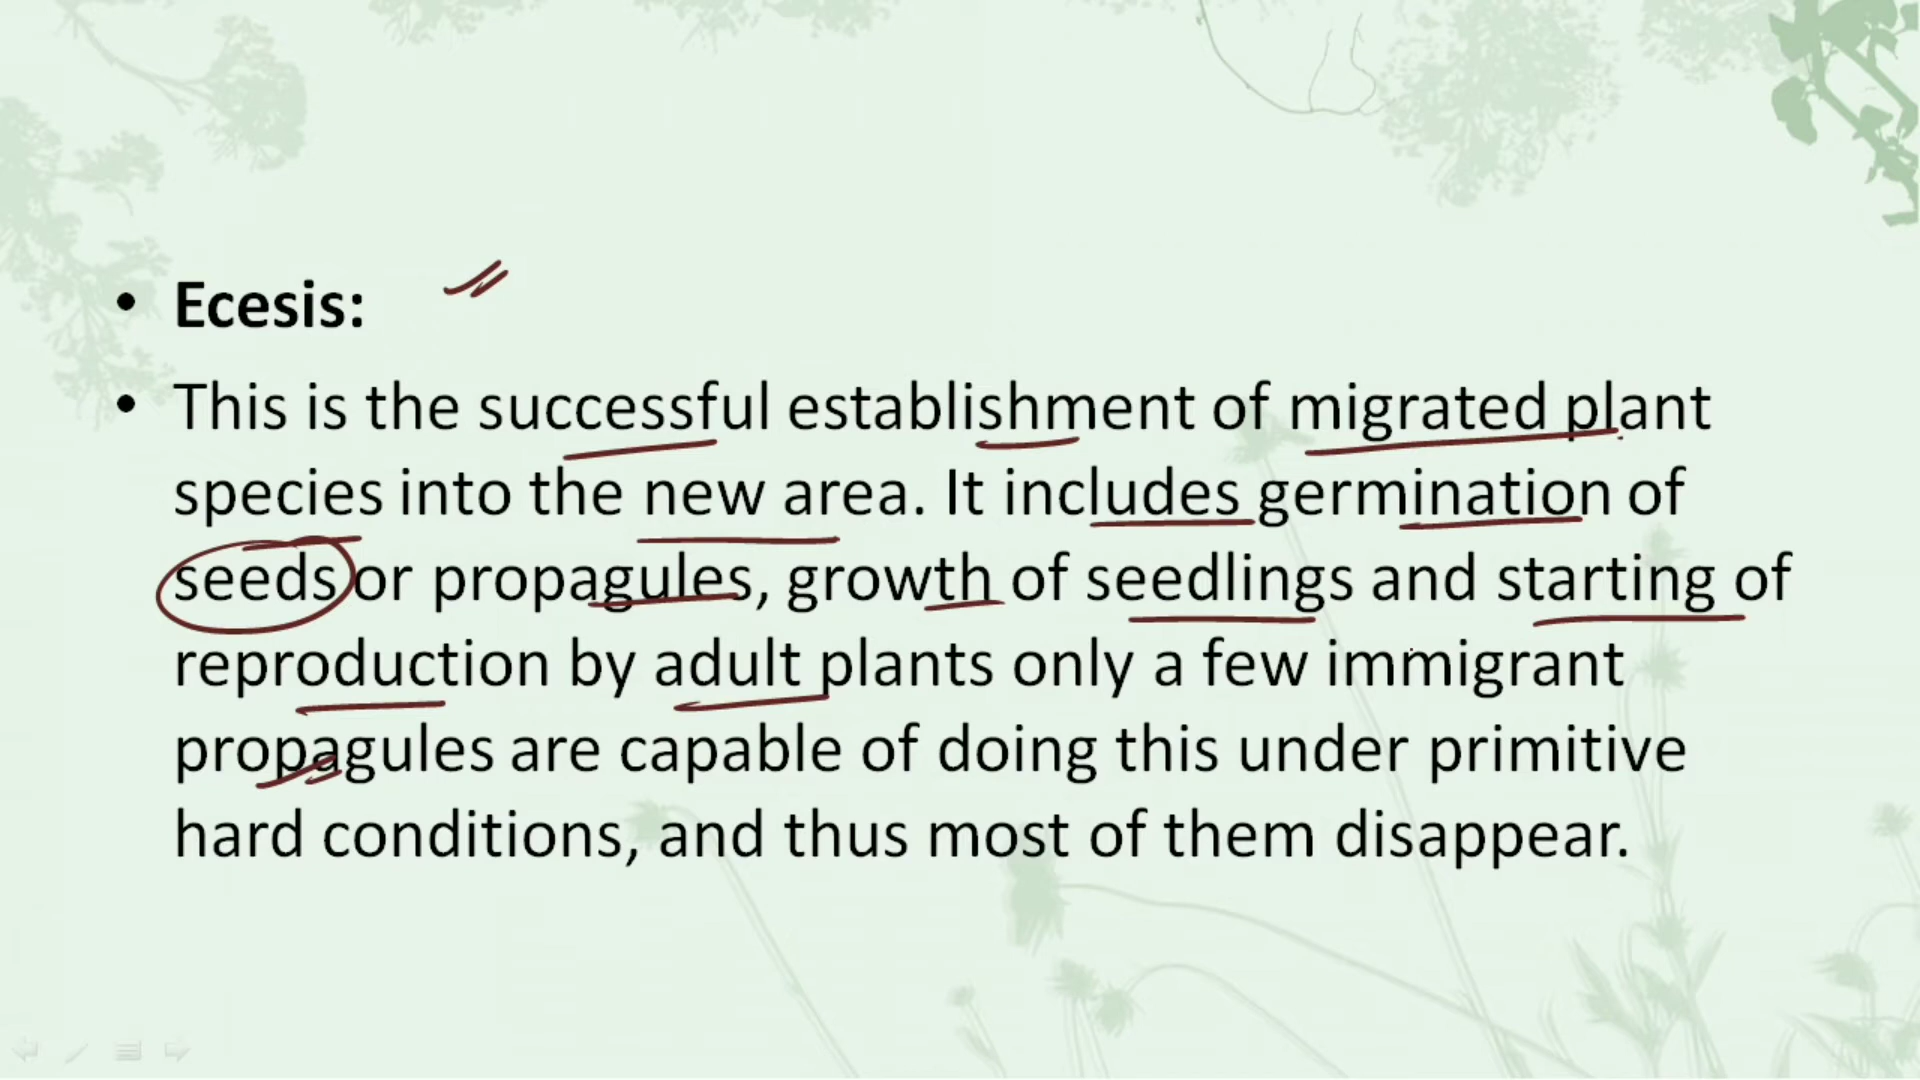 • Ecesis:
• This is the successful establishment of migrated plant
species into the new area. It includes germination of
seeds or propagules, growth of seedlings and starting of
reproduction by adult plants only a few immigrant
propagules are capable of doing this under primitive
hard conditions, and thus most of them disappear.